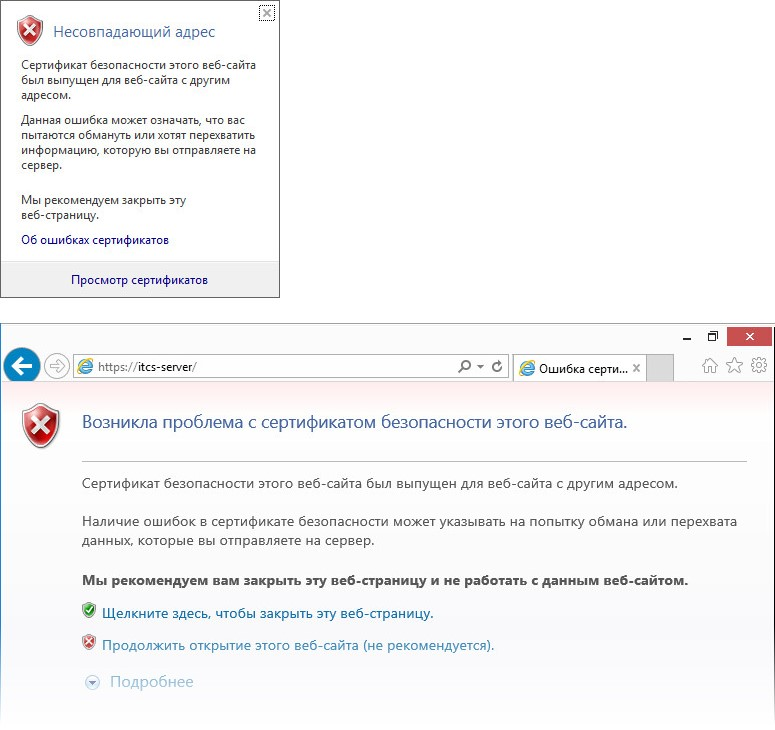 Несовпадающий адрес
Сертификат безопасности этого веб-сайта
был выпущен для веб-сайта с другим
адресом.
Данная ошибка может означать, что вас
пытаются обмануть или хотят перехватить
информацию, которую вы отправляете на
сервер.
Мы рекомендуем закрыть эту
веб-страницу.
Об ошибках сертификатов
Просмотр сертификатов
https://itcs-server/
Ошибка серти...
Возникла проблема с сертификатом безопасности этого веб-сайта.
Сертификат безопасности этого веб-сайта был выпущен для веб-сайта с другим адресом.
Наличие ошибок в сертификате безопасности может указывать на попытку обмана или перехвата
данных, которые вы отправляете на сервер.
Мы рекомендуем вам закрыть эту веб-страницу и не работать с данным веб-сайтом.
Щелкните здесь, чтобы закрыть эту веб-страницу.
Продолжить открытие этого веб-сайта (не рекомендуется).
Подробнее